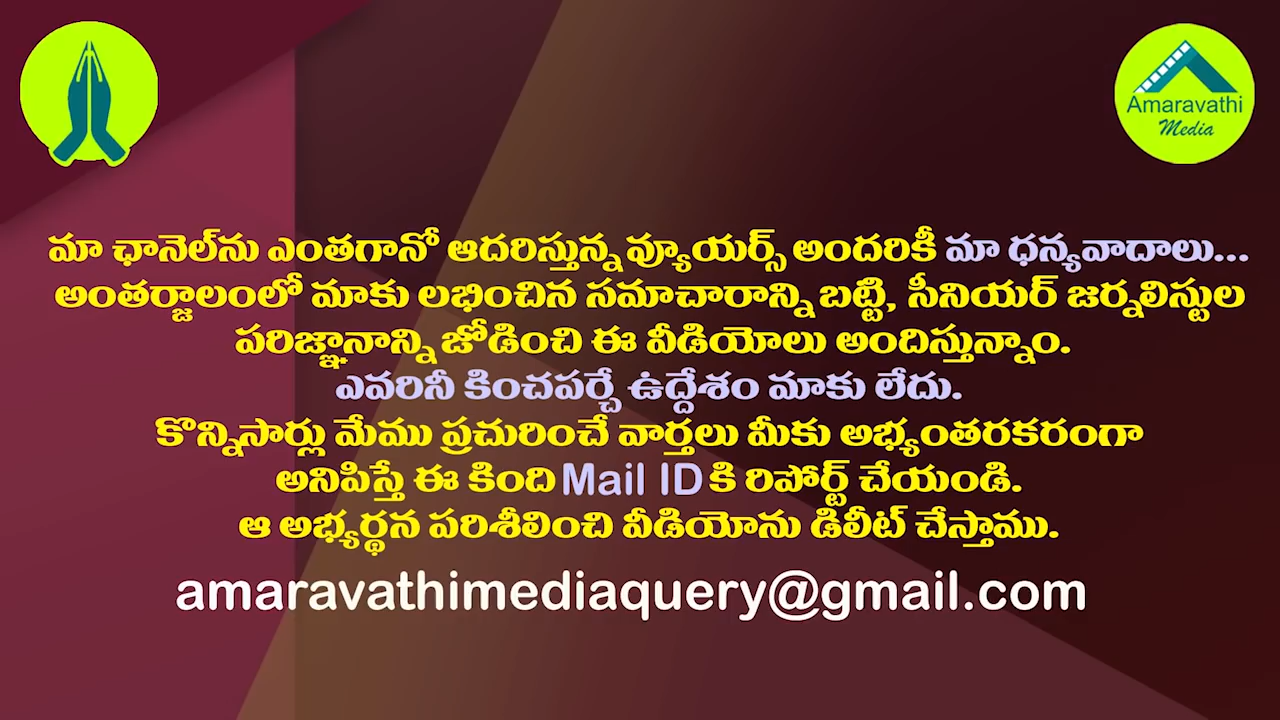 Amaravathi
Media
మా ఛానెల్‌ను ఎంతగానో ఆదరిస్తున్న వ్యూయర్స్ అందరికీ మా ధన్యవాదాలు...
అంతర్జాలంలో మాకు లభించిన సమాచారాన్ని బట్టి, సీనియర్ జర్నలిస్టుల
పరిజ్ఞానాన్ని జోడించి ఈ వీడియోలు అందిస్తున్నాం.
ఎవరినీ కించపర్చే ఉద్దేశం మాకు లేదు.
కొన్నిసార్లు మేము ప్రచురించే వార్తలు మీకు అభ్యంతరకరంగా
అనిపిస్తే ఈ కింది Mail ID కి రిపోర్ట్ చేయండి.
ఆ అభ్యర్థన పరిశీలించి వీడియోను డిలీట్ చేస్తాము.
amaravathimediaquery@gmail.com